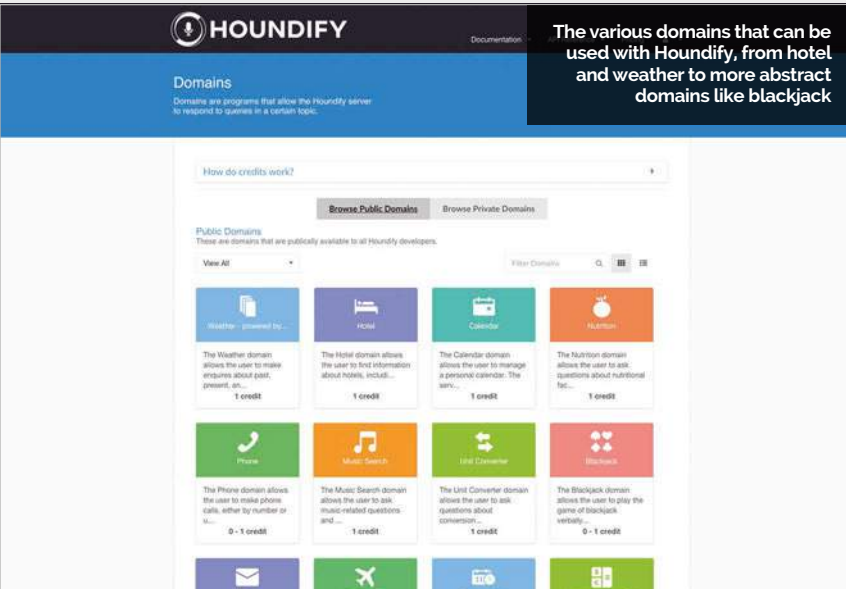 HOUNDIFY
Documentation
The various domains that can be
used with Houndify, from hotel
and weather to more abstract
domains like blackjack
Domains
Domains are programs that allow the Houndify server
to respond to queries in a certain topic.
How do credits work?
+
Browse Public Domains
Browse Private Domains
Public Domains
These are domains that are publically available to all Houndify developers.
View All
Filter Domains
Weather - powered by...
Hotel
Calendar
Nutrition
The Weather domain
allows the user to make
enquires about past,
present, an...
1 credit
The Hotel domain allows
the user to find information
about hotels, includi...
1 credit
The Calendar domain
allows the user to manage
a personal calendar. The
serv...
1 credit
The Nutrition domain
allows the user to ask
questions about nutritional
fac...
1 credit
Phone
Music Search
Unit Converter
Blackjack
The Phone domain allows
the user to make phone
calls, either by number or
u...
0 - 1 credit
The Music Search domain
allows the user to ask
music-related questions
and ...
1 credit
The Unit Converter domain
allows the user to ask
questions about
conversion...
1 credit
The Blackjack domain
allows the user to play the
game of blackjack
verbally...
0 - 1 credit